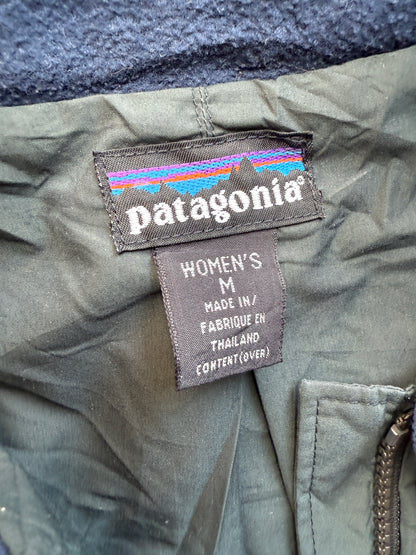 patagonia®
WOMEN'S
M
MADE IN/
FABRIQUE EN
THAILAND
CONTENT(OVER)